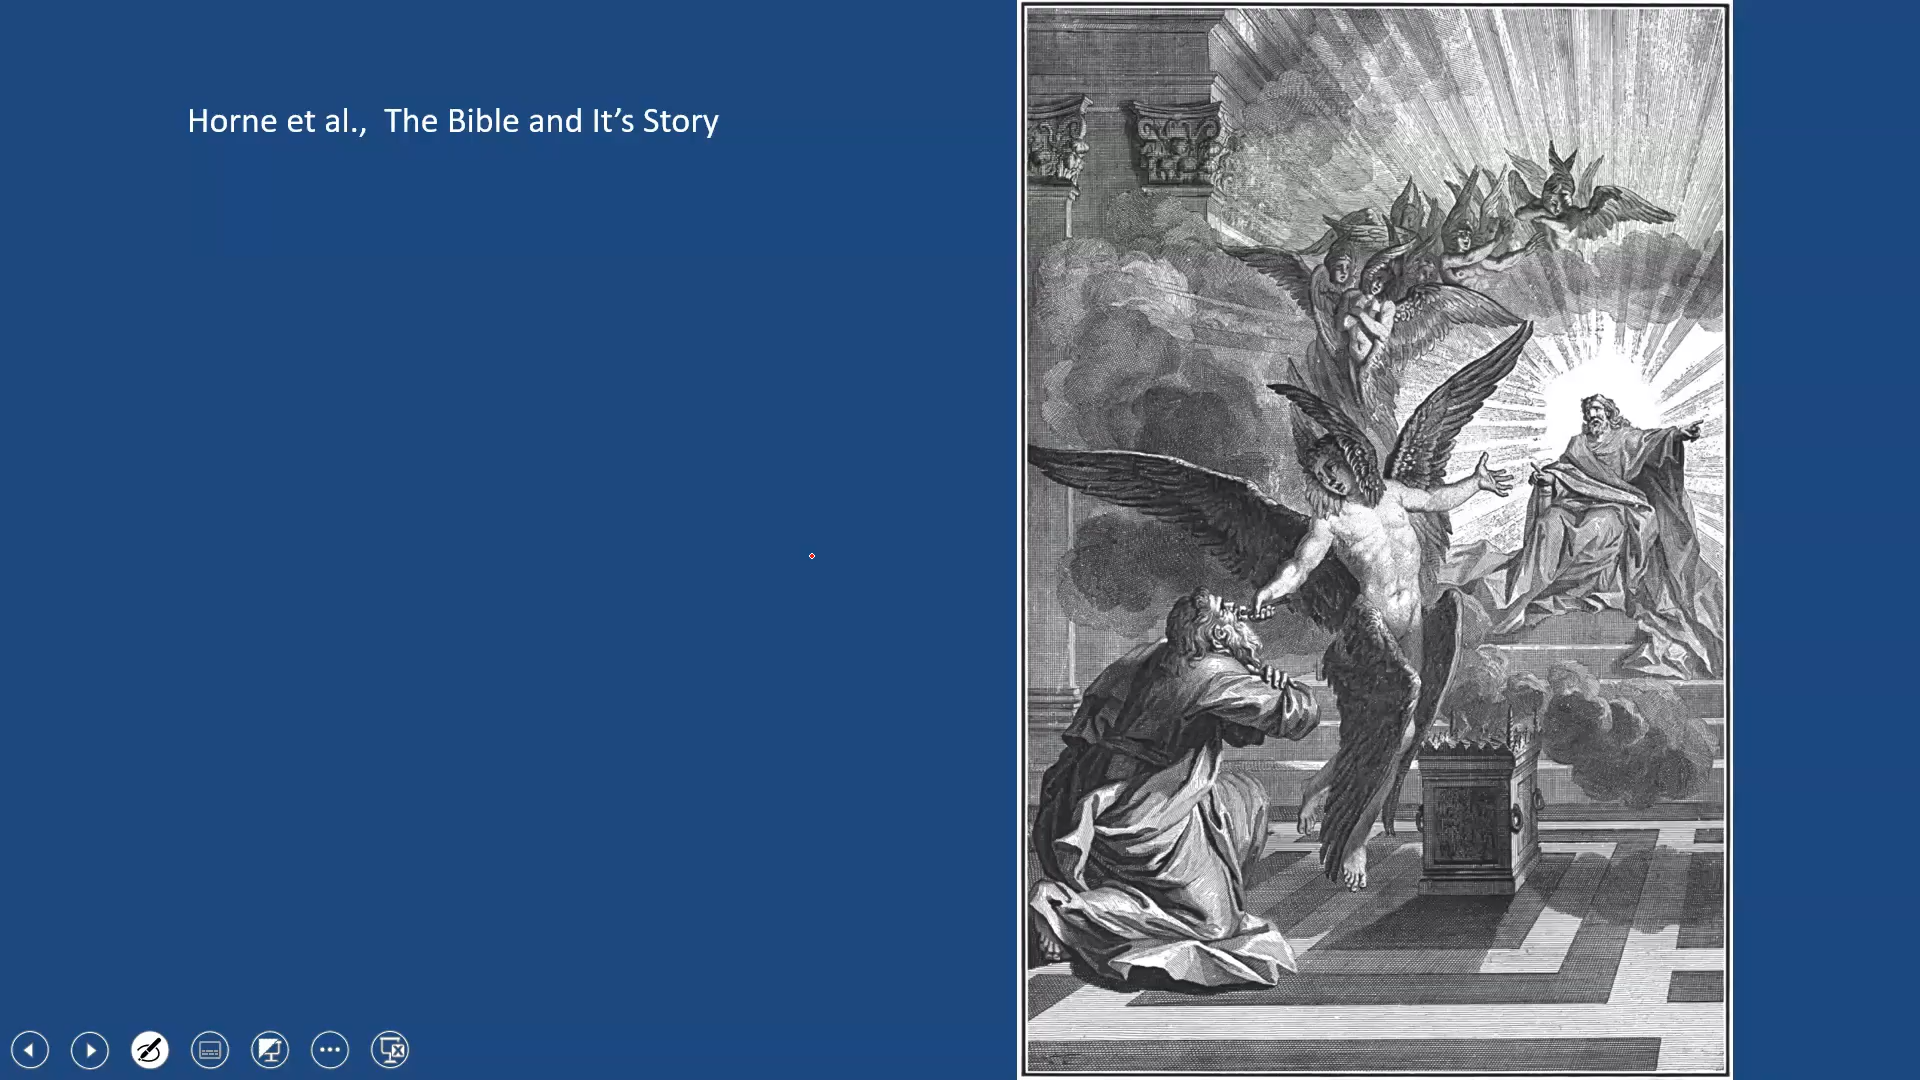 Horne et al., The Bible and It’s Story